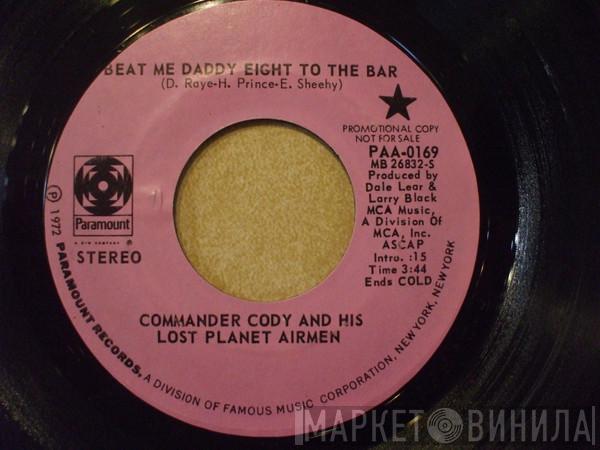 BEAT ME DADDY EIGHT TO THE BAR
(D. Raye-H. Prince-E. Sheehy)
PROMOTIONAL COPY
NOT FOR SALE
PAA-0169
MB 26832-S
Produced by
Dale Lear &
Larry Black
MCA Music,
A Division Of
MCA, Inc.
ASCAP
Intro. :15
Time 3:44
Ends COLD
Paramount
A G+W COMPANY
STEREO
COMMANDER CODY AND HIS
LOST PLANET AIRMEN
℗ 1972 PARAMOUNT RECORDS, A DIVISION OF FAMOUS MUSIC CORPORATION, NEW YORK, NEW YORK
МАРКЕТ ВИНИЛА